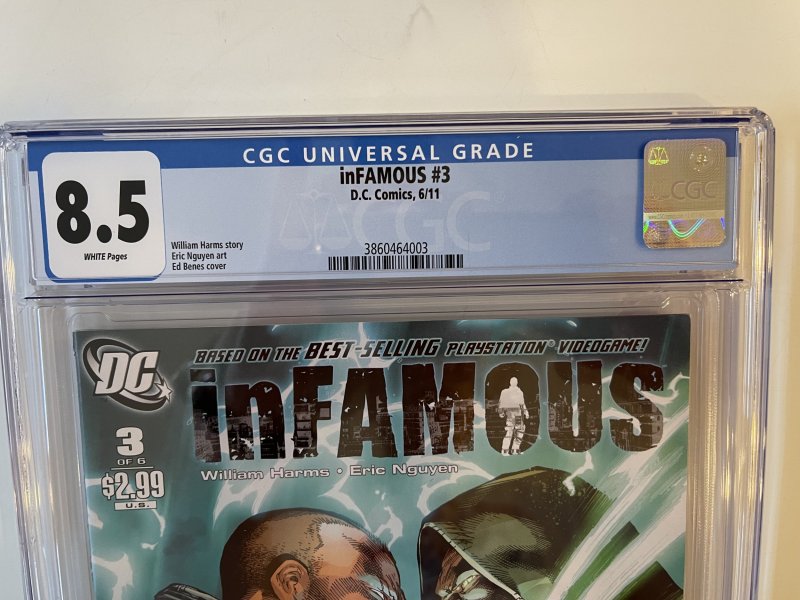 CGC UNIVERSAL GRADE
8.5
WHITE Pages
inFAMOUS #3
D.C. Comics, 6/11
William Harms story
Eric Nguyen art
Ed Benes cover
CGC
3860464003
CGC
DC
BASED ON THE BEST-SELLING PLAYSTATION® VIDEOGAME!
inFAMOUS
William Harms • Eric Nguyen
3
OF 6
$2.99
U.S.